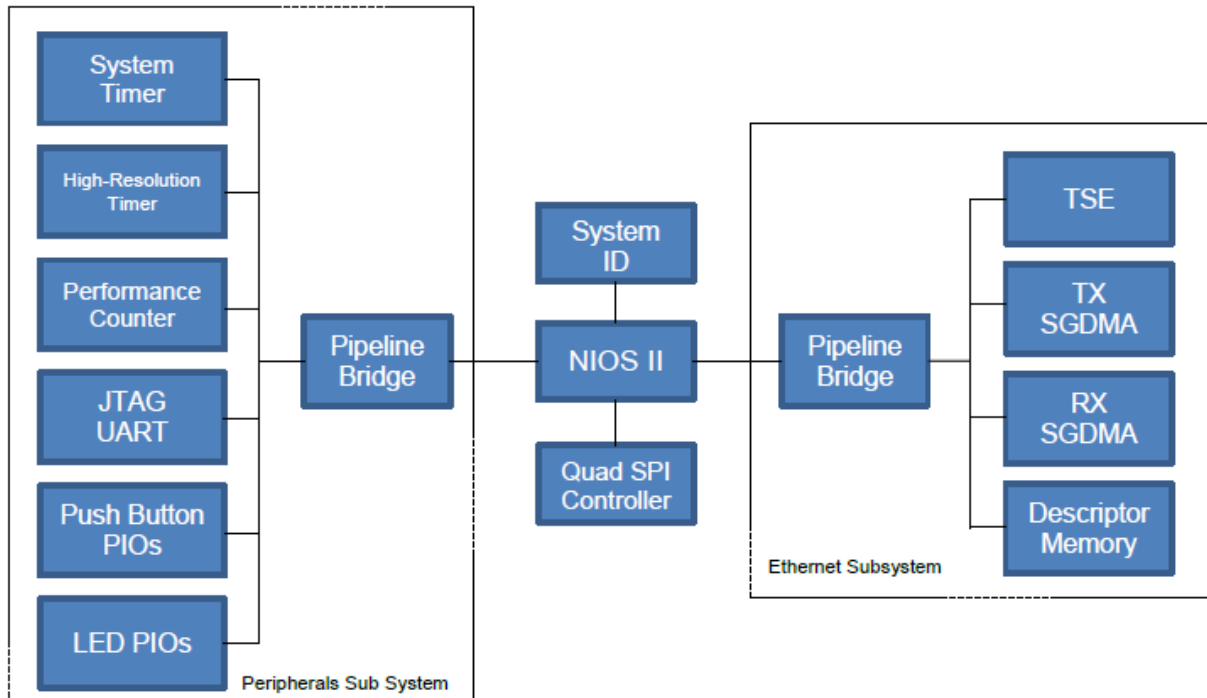 System
Timer
High-Resolution
Timer
Performance
Counter
JTAG
UART
Push Button
PIOs
LED PIOs
Pipeline
Bridge
Peripherals Sub System
System
ID
NIOS II
Quad SPI
Controller
Pipeline
Bridge
TSE
TX
SGDMA
RX
SGDMA
Descriptor
Memory
Ethernet Subsystem